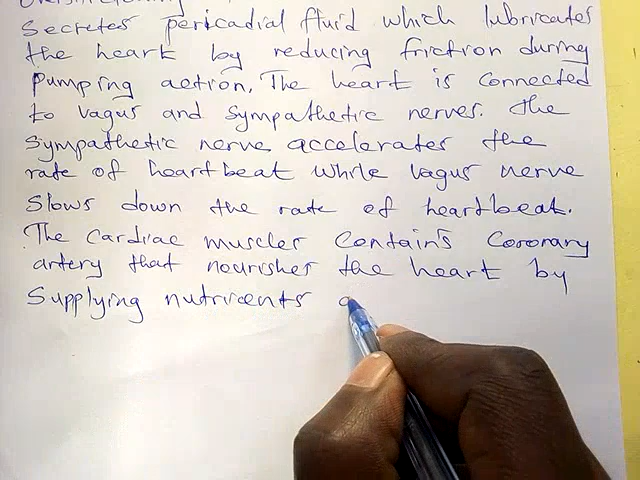 Secretes pericadial fluid which lubricates
the heart by reducing friction during
pumping action. The heart is connected
to vagus and sympathetic nerves. The
sympathetic nerve accelerates the
rate of heartbeat while vagus nerve
slows down the rate of heartbeat.
The cardiac muscles contains coronary
artery that nourishes the heart by
supplying nutricents a